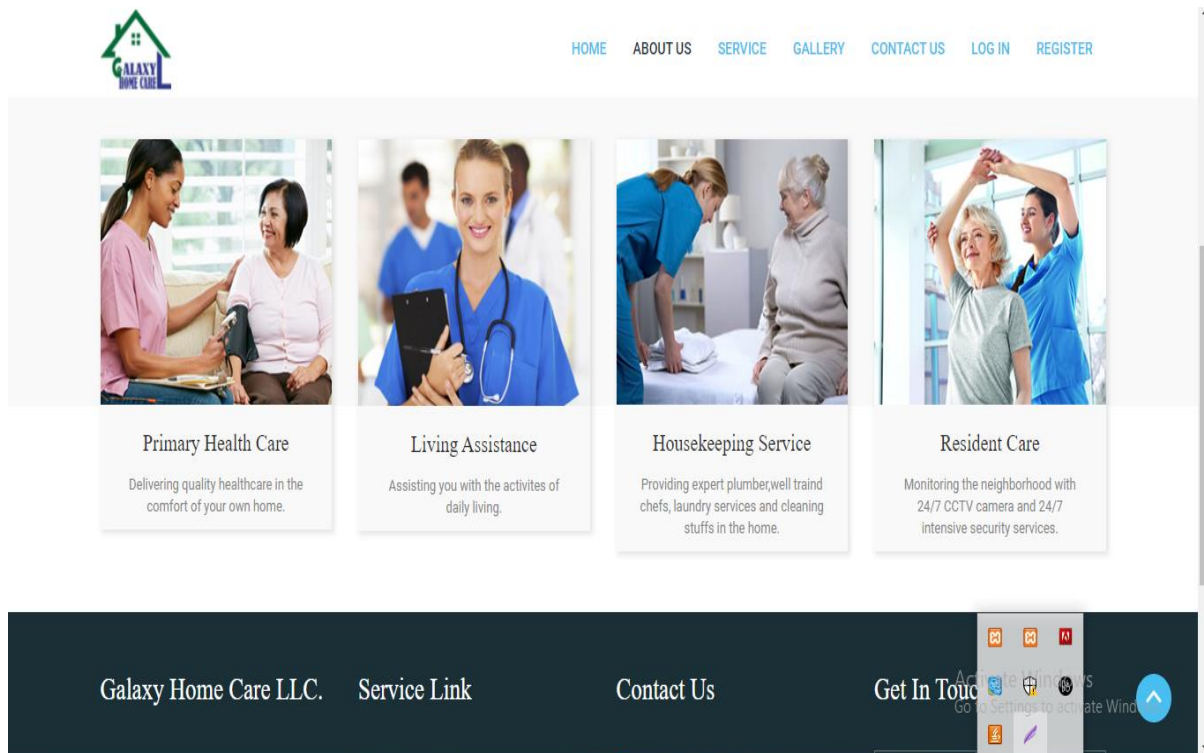 GALAXY
HOME CARE
HOME ABOUT US SERVICE GALLERY CONTACT US LOG IN REGISTER
Primary Health Care
Delivering quality healthcare in the
comfort of your own home.
Living Assistance
Assisting you with the activites of
daily living.
Housekeeping Service
Providing expert plumber,well traind
chefs, laundry services and cleaning
stuffs in the home.
Resident Care
Monitoring the neighborhood with
24/7 CCTV camera and 24/7
intensive security services.
Galaxy Home Care LLC. Service Link Contact Us Get In Touc
Activate Windows
Go to Settings to activate Wind